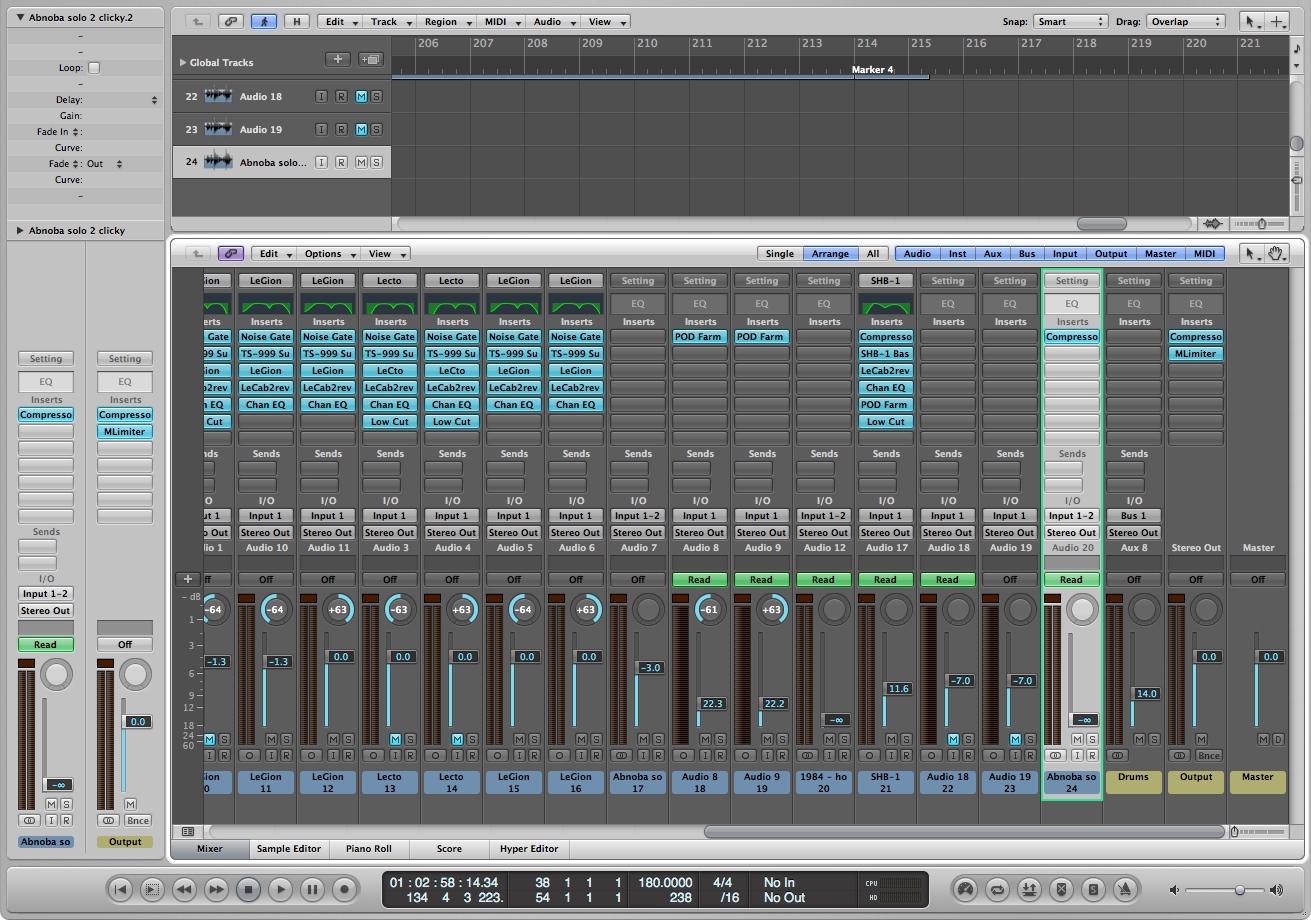 Abnoba solo 2 clicky.2
–
–
Loop:
–
Delay:
Gain:
Fade In :
Curve:
Fade : Out
Curve:
–
Abnoba solo 2 clicky
Setting Setting
EQ EQ
Inserts Inserts
Compresso Compresso
MLimiter
Sends
I/O
Input 1-2
Stereo Out
Read Off
0.0
-∞
M S M
I R Bnce
Abnoba so Output
H Edit Track Region MIDI Audio View Snap: Smart Drag: Overlap
206 207 208 209 210 211 212 213 214 215 216 217 218 219 220 221
Global Tracks
Marker 4
22 Audio 18 I R M S
23 Audio 19 I R M S
24 Abnoba solo... I R M S
Edit Options View Single Arrange All Audio Inst Aux Bus Input Output Master MIDI
Gion LeGion LeGion Lecto Lecto LeGion LeGion Setting Setting Setting Setting SHB-1 Setting Setting Setting Setting Setting
EQ EQ EQ EQ EQ EQ EQ EQ EQ
erts Inserts Inserts Inserts Inserts Inserts Inserts Inserts Inserts Inserts Inserts Inserts Inserts Inserts Inserts Inserts Inserts
Gate Noise Gate Noise Gate Noise Gate Noise Gate Noise Gate Noise Gate POD Farm POD Farm Compresso Compresso Compresso
-999 Su TS-999 Su TS-999 Su TS-999 Su TS-999 Su TS-999 Su TS-999 Su SHB-1 Bas MLimiter
Gion LeGion LeGion LeCto LeCto LeGion LeGion LeCab2rev
Cab2rev LeCab2rev LeCab2rev LeCab2rev LeCab2rev LeCab2rev LeCab2rev Chan EQ
n EQ Chan EQ Chan EQ Chan EQ Chan EQ Chan EQ Chan EQ POD Farm
Cut Low Cut Low Cut Low Cut
nds Sends Sends Sends Sends Sends Sends Sends Sends Sends Sends Sends Sends Sends Sends Sends
O I/O I/O I/O I/O I/O I/O I/O I/O I/O I/O I/O I/O I/O I/O I/O
ut 1 Input 1 Input 1 Input 1 Input 1 Input 1 Input 1 Input 1-2 Input 1 Input 1 Input 1-2 Input 1 Input 1 Input 1 Input 1-2 Bus 1
Stereo Out Stereo Out Stereo Out Stereo Out Stereo Out Stereo Out Stereo Out Stereo Out Stereo Out Stereo Out Stereo Out Stereo Out Stereo Out Stereo Out Stereo Out
io 1 Audio 10 Audio 11 Audio 3 Audio 4 Audio 5 Audio 6 Audio 7 Audio 8 Audio 9 Audio 12 Audio 17 Audio 18 Audio 19 Audio 20 Aux 8 Stereo Out Master
ff Off Off Off Off Off Off Off Read Read Read Read Read Off Read Off Off Off
- dB -64 -64 +63 -63 +63 -64 +63 -61 +63
1
3
6
9
12
18
24
60
-1.3 -1.3 0.0 0.0 0.0 0.0 0.0 -3.0 22.3 22.2 -∞ 11.6 -7.0 -7.0 -∞ 14.0 0.0 0.0
M S M S M S M S M S M S M S M S M S M S M S M S M S M S M S M S M M D
I R I R I R I R I R I R I R I R I R I R I R I R I R I R I R Bnce
Gion LeGion LeGion Lecto Lecto LeGion LeGion Abnoba so Audio 8 Audio 9 1984 - ho SHB-1 Audio 18 Audio 19 Abnoba so Drums Output Master
0 11 12 13 14 15 16 17 18 19 20 21 22 23 24
Mixer Sample Editor Piano Roll Score Hyper Editor
01 : 02 : 58 : 14.34 38 1 1 1 180.0000 4/4 No In CPU
134 4 3 223. 54 1 1 1 238 /16 No Out HD